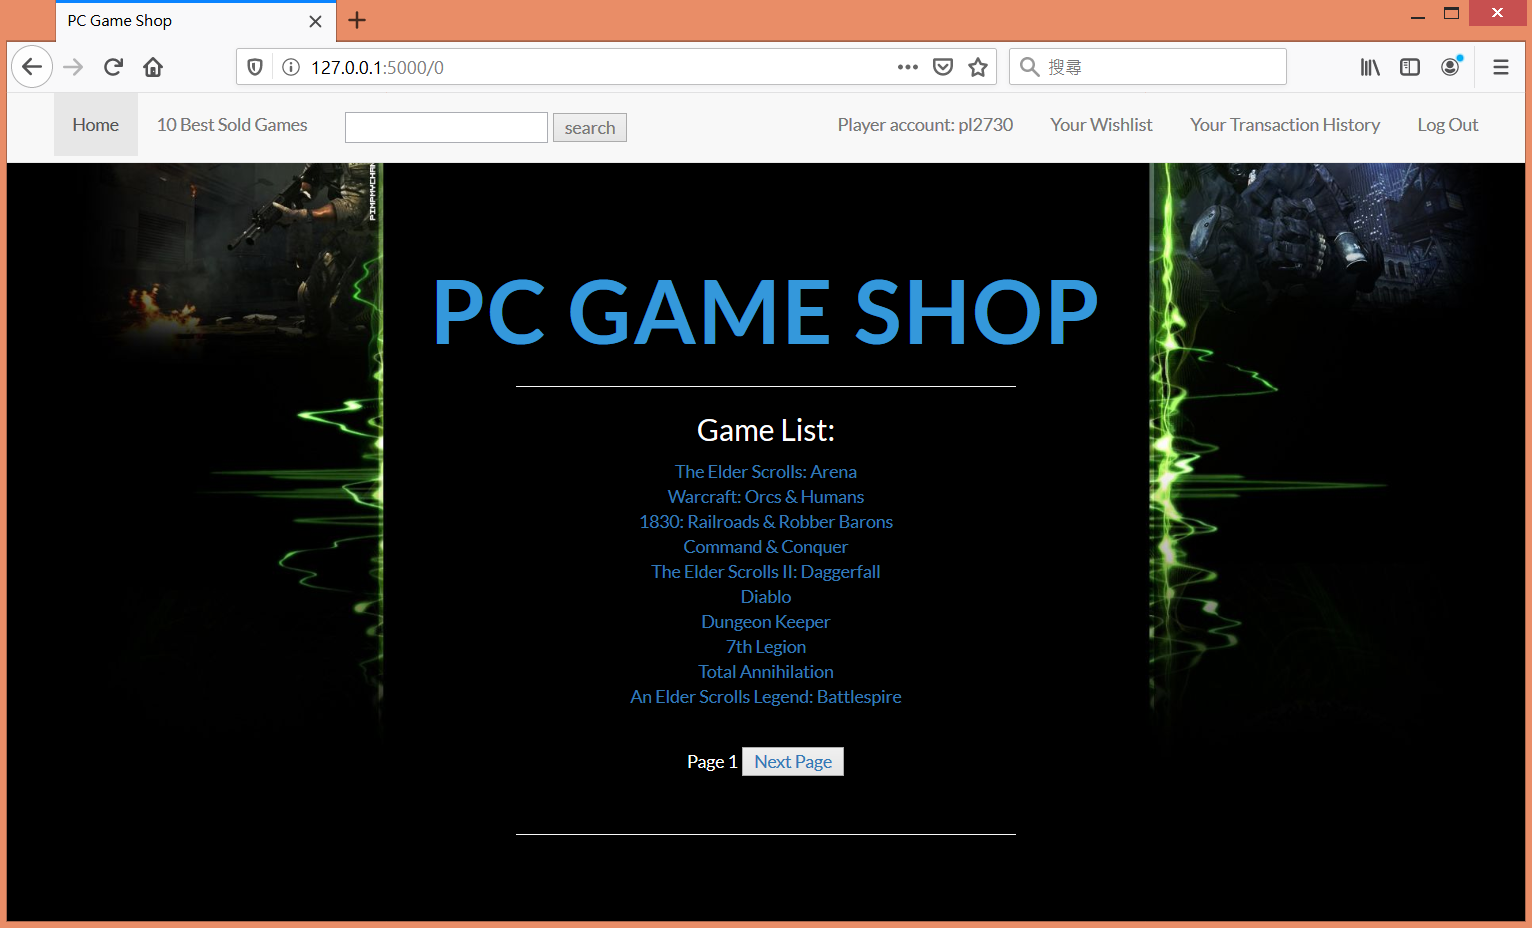 PC Game Shop
127.0.0.1:5000/0
搜尋
Home
10 Best Sold Games
search
Player account: pl2730
Your Wishlist
Your Transaction History
Log Out
PIMPMYCHAN
PC GAME SHOP
Game List:
The Elder Scrolls: Arena
Warcraft: Orcs & Humans
1830: Railroads & Robber Barons
Command & Conquer
The Elder Scrolls II: Daggerfall
Diablo
Dungeon Keeper
7th Legion
Total Annihilation
An Elder Scrolls Legend: Battlespire
Page 1 Next Page